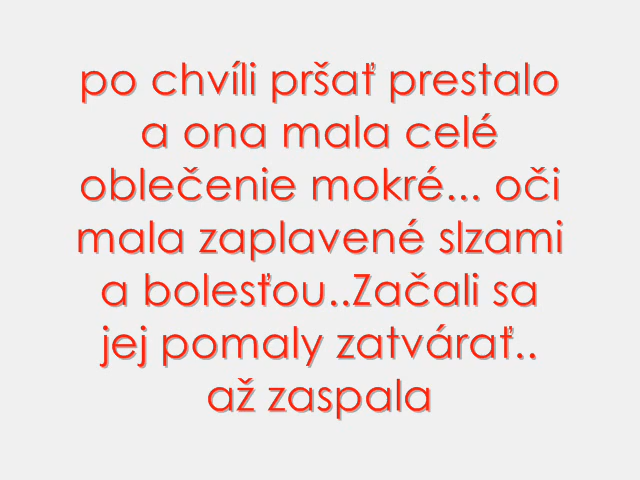 po chvíli pršať prestalo
a ona mala celé
oblečenie mokré... oči
mala zaplavené slzami
a bolesťou..Začali sa
jej pomaly zatvárať..
až zaspala